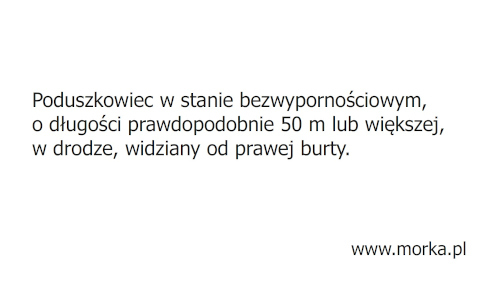 Poduszkowiec w stanie bezwypornościowym,
o długości prawdopodobnie 50 m lub większej,
w drodze, widziany od prawej burty.
www.morka.pl